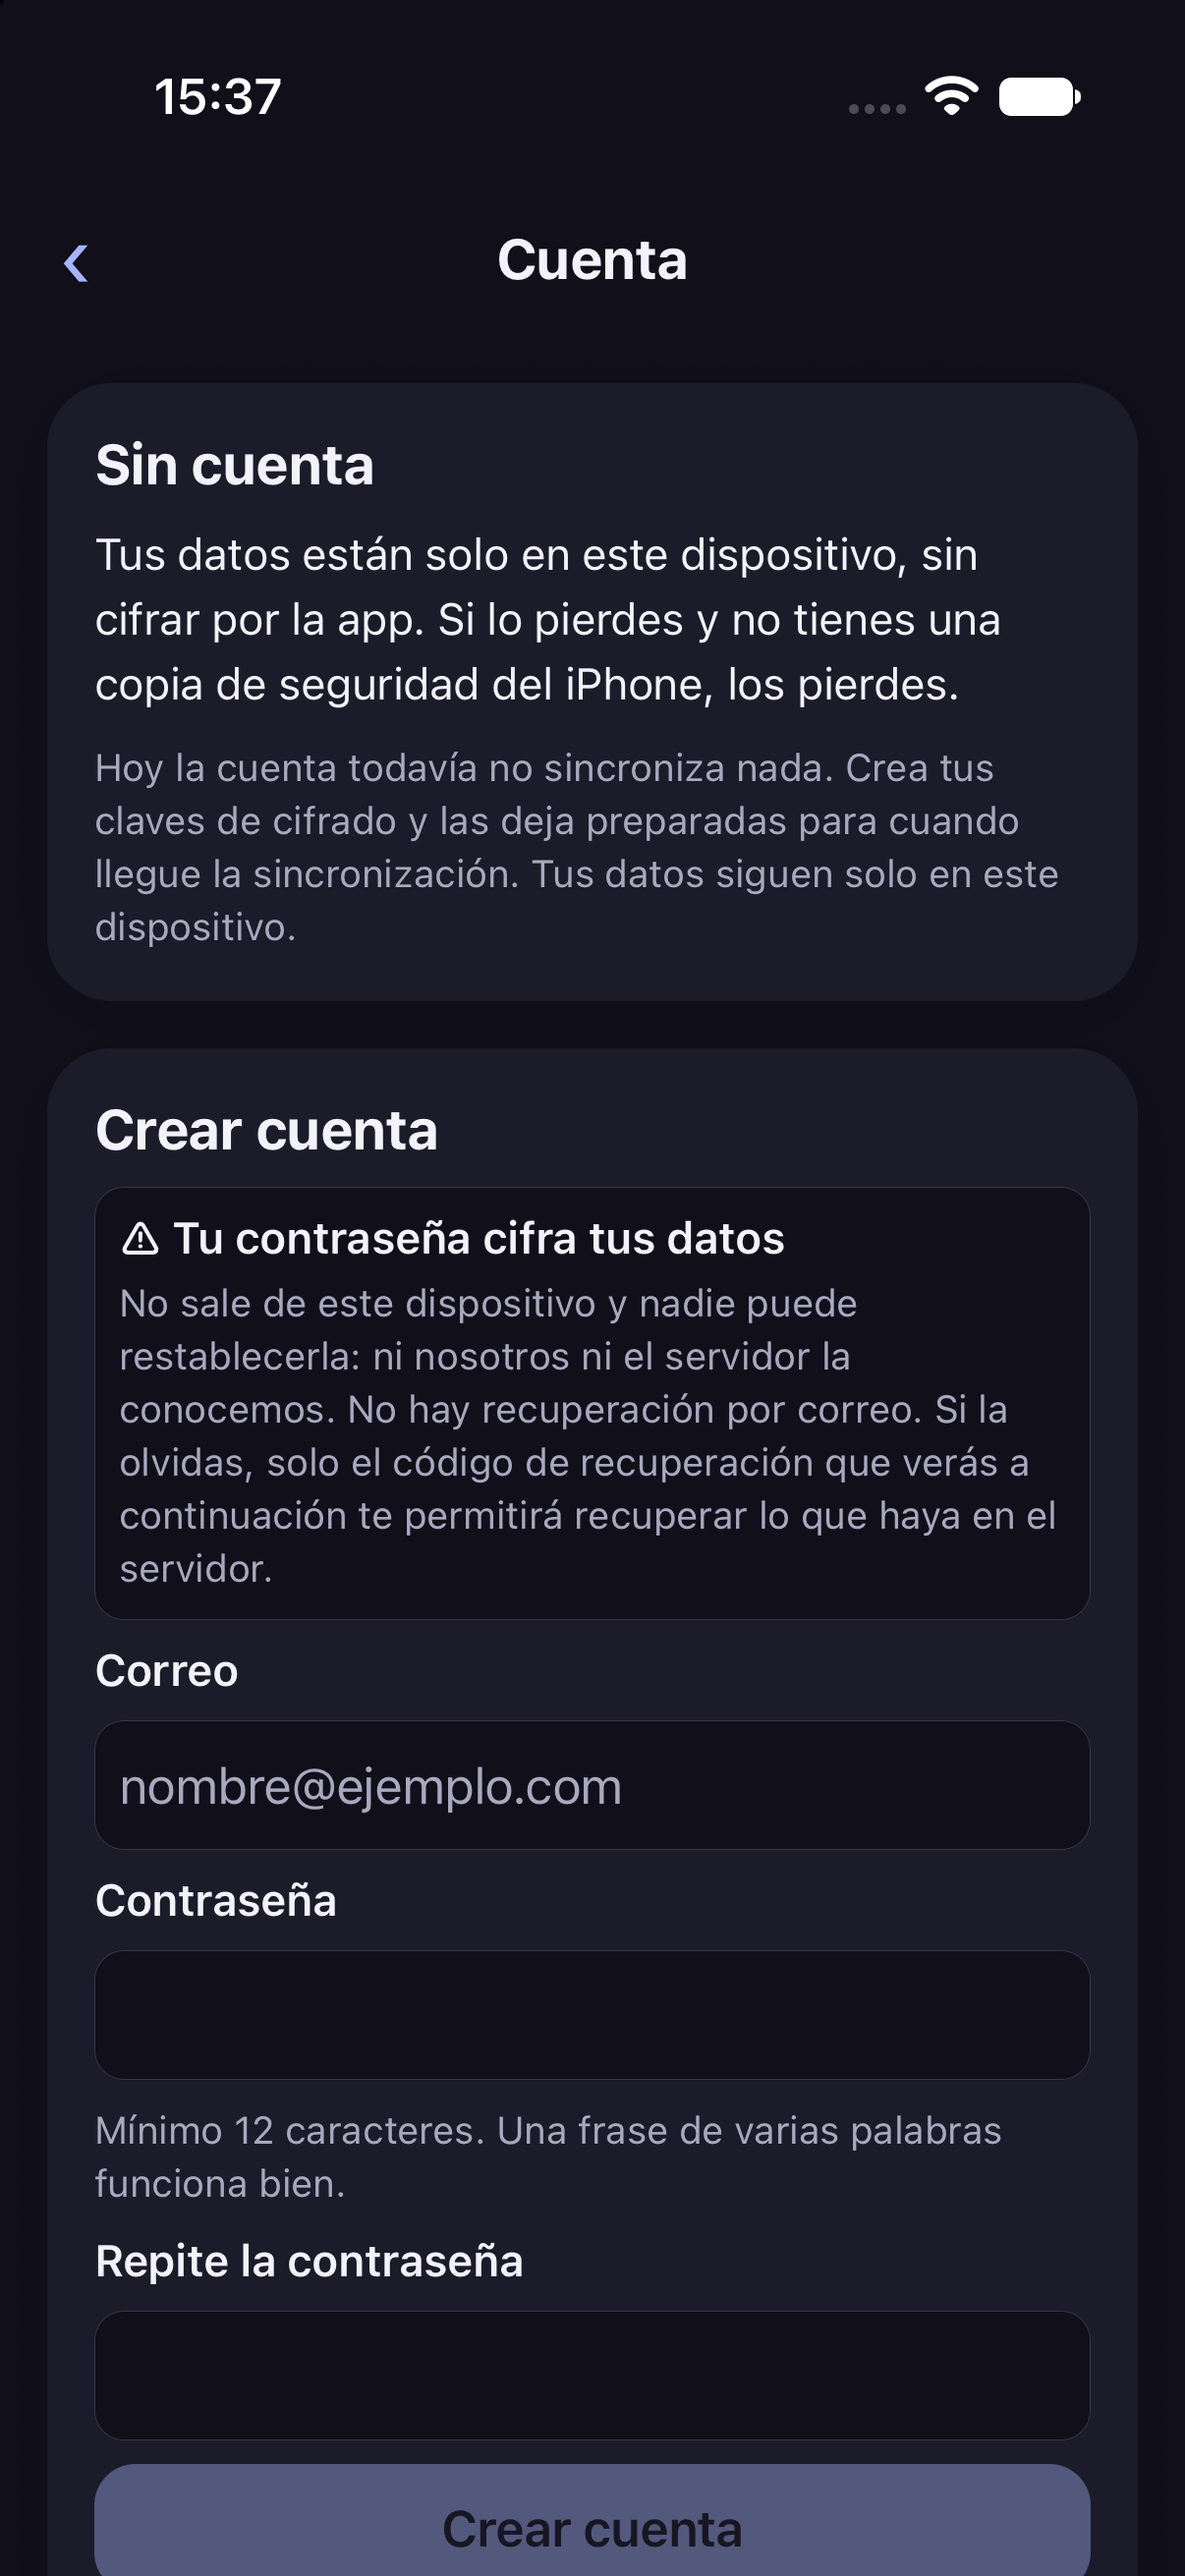 15:37
Cuenta
Sin cuenta
Tus datos están solo en este dispositivo, sin
cifrar por la app. Si lo pierdes y no tienes una
copia de seguridad del iPhone, los pierdes.
Hoy la cuenta todavía no sincroniza nada. Crea tus
claves de cifrado y las deja preparadas para cuando
llegue la sincronización. Tus datos siguen solo en este
dispositivo.
Crear cuenta
⚠ Tu contraseña cifra tus datos
No sale de este dispositivo y nadie puede
restablecerla: ni nosotros ni el servidor la
conocemos. No hay recuperación por correo. Si la
olvidas, solo el código de recuperación que verás a
continuación te permitirá recuperar lo que haya en el
servidor.
Correo
nombre@ejemplo.com
Contraseña
Mínimo 12 caracteres. Una frase de varias palabras
funciona bien.
Repite la contraseña
Crear cuenta